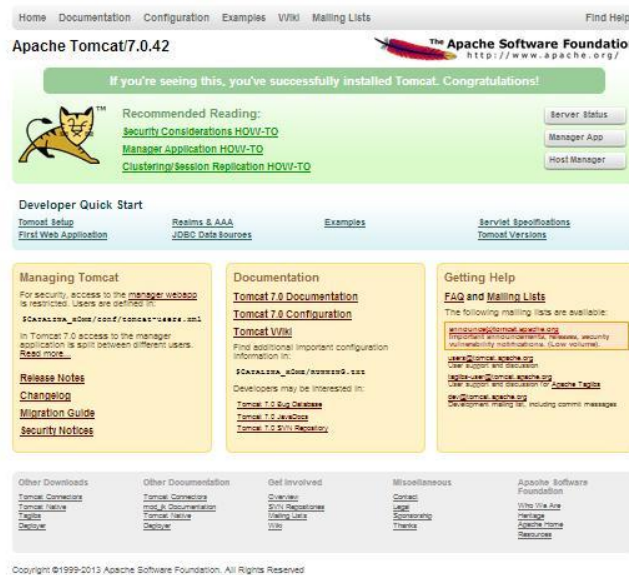 Home Documentation Configuration Examples Wiki Mailing Lists Find Help
Apache Tomcat/7.0.42
The Apache Software Foundatio
http://www.apache.org/
If you're seeing this, you've successfully installed Tomcat. Congratulations!
TM
Recommended Reading:
Security Considerations HOW-TO
Manager Application HOW-TO
Clustering/Session Replication HOW-TO
Server Status
Manager App
Host Manager
Developer Quick Start
Tomcat Setup
First Web Application
Realms & AAA
JDBC Data Sources
Examples
Servlet Specifications
Tomcat Versions
Managing Tomcat
For security, access to the manager webapp
is restricted. Users are defined in:
$CATALINA_HOME/conf/tomcat-users.xml
In Tomcat 7.0 access to the manager
application is split between different users.
Read more...
Release Notes
Changelog
Migration Guide
Security Notices
Documentation
Tomcat 7.0 Documentation
Tomcat 7.0 Configuration
Tomcat Wiki
Find additional important configuration
information in:
$CATALINA_HOME/RUNNING.txt
Developers may be interested in:
Tomcat 7.0 Bug Database
Tomcat 7.0 JavaDocs
Tomcat 7.0 SVN Repository
Getting Help
FAQ and Mailing Lists
The following mailing lists are available:
announce@tomcat.apache.org
Important announcements, releases, security
vulnerability notifications. (Low volume).
users@tomcat.apache.org
User support and discussion
taglibs-user@tomcat.apache.org
User support and discussion for Apache Taglibs
dev@tomcat.apache.org
Development mailing list, including commit messages
Other Downloads
Tomcat Connectors
Tomcat Native
Taglibs
Deployer
Other Documentation
Tomcat Connectors
mod_jk Documentation
Tomcat Native
Deployer
Get Involved
Overview
SVN Repositories
Mailing Lists
Wiki
Miscellaneous
Contact
Legal
Sponsorship
Thanks
Apache Software
Foundation
Who We Are
Heritage
Apache Home
Resources
Copyright ©1999-2013 Apache Software Foundation. All Rights Reserved